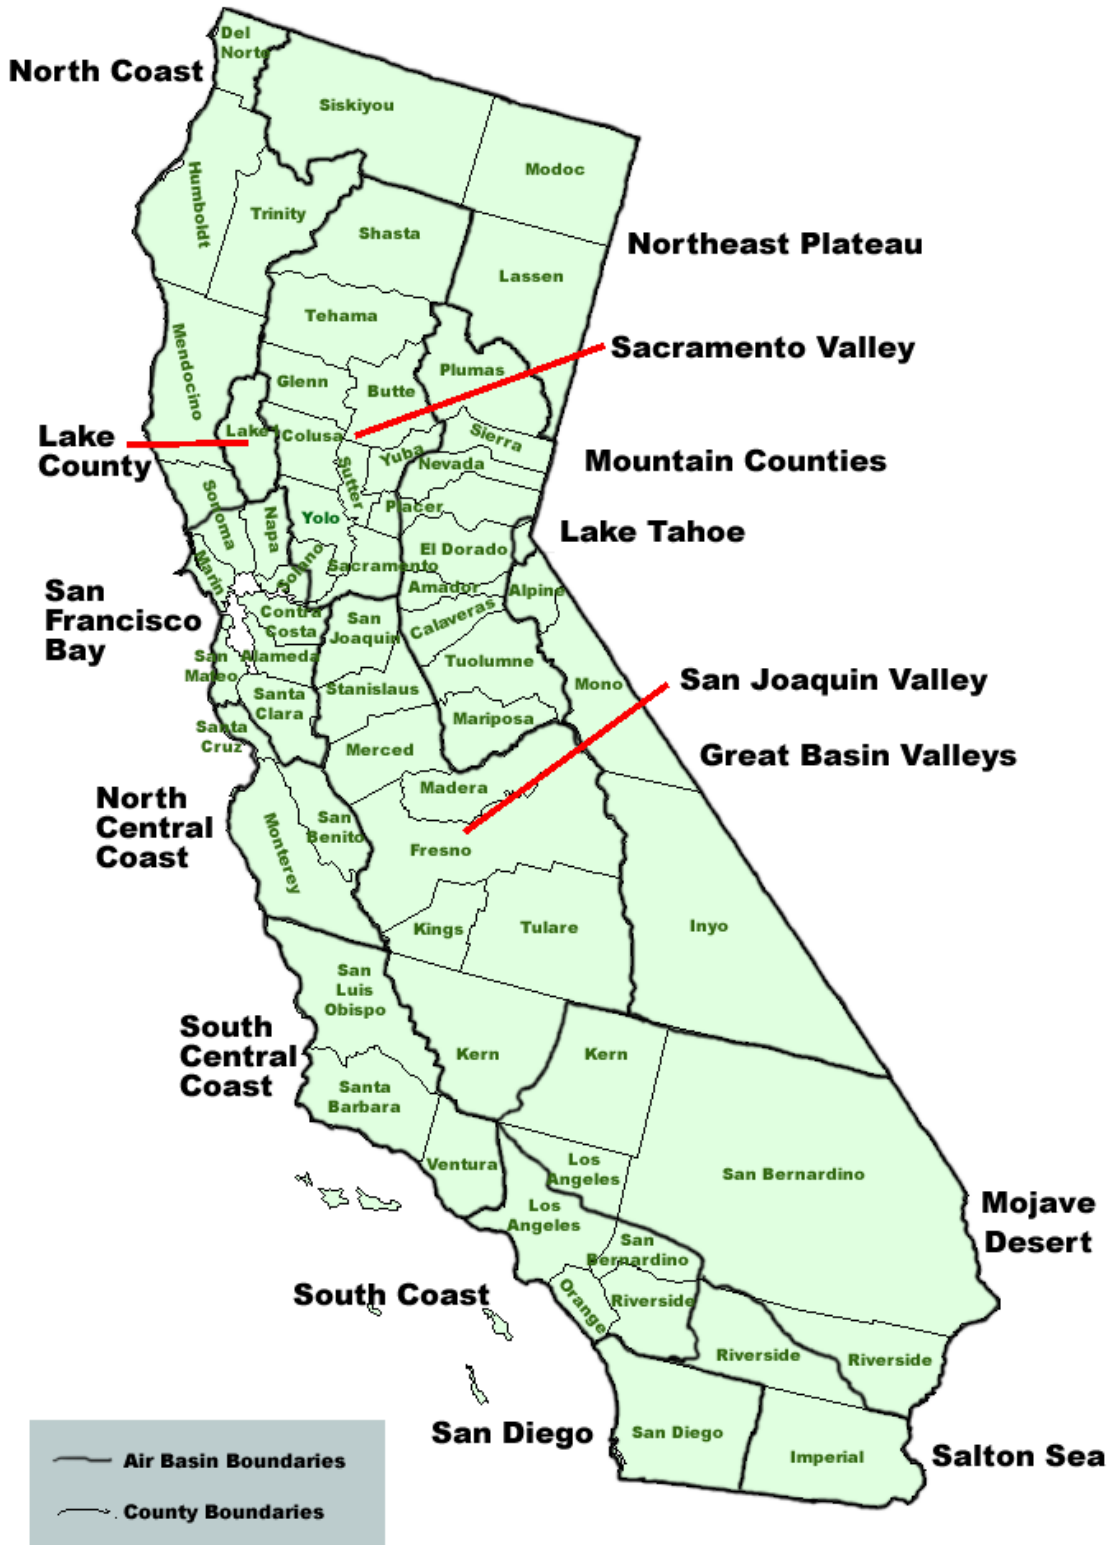 Del
Norte
North Coast
Siskiyou
Modoc
Humboldt
Trinity
Shasta
Northeast Plateau
Lassen
Tehama
Mendocino
Sacramento Valley
Plumas
Glenn
Butte
Lake
County
Lake
Colusa
Sierra
Yuba
Nevada
Mountain Counties
Sutter
Sonoma
Napa
Yolo
Placer
Lake Tahoe
El Dorado
Solano
Sacramento
Marin
Amador
Alpine
San
Francisco
Bay
Contra
Costa
San
Joaquin
Calaveras
San
Mateo
Alameda
Tuolumne
San Joaquin Valley
Santa
Clara
Stanislaus
Mono
Santa
Cruz
Mariposa
Merced
Great Basin Valleys
Madera
North
Central
Coast
San
Benito
Monterey
Fresno
Kings
Tulare
Inyo
San
Luis
Obispo
South
Central
Coast
Kern
Kern
Santa
Barbara
Ventura
Los
Angeles
San Bernardino
Los
Angeles
Mojave
Desert
San
Bernardino
South Coast
Orange
Riverside
Riverside
Riverside
San Diego
San Diego
Imperial
Salton Sea
Air Basin Boundaries
County Boundaries